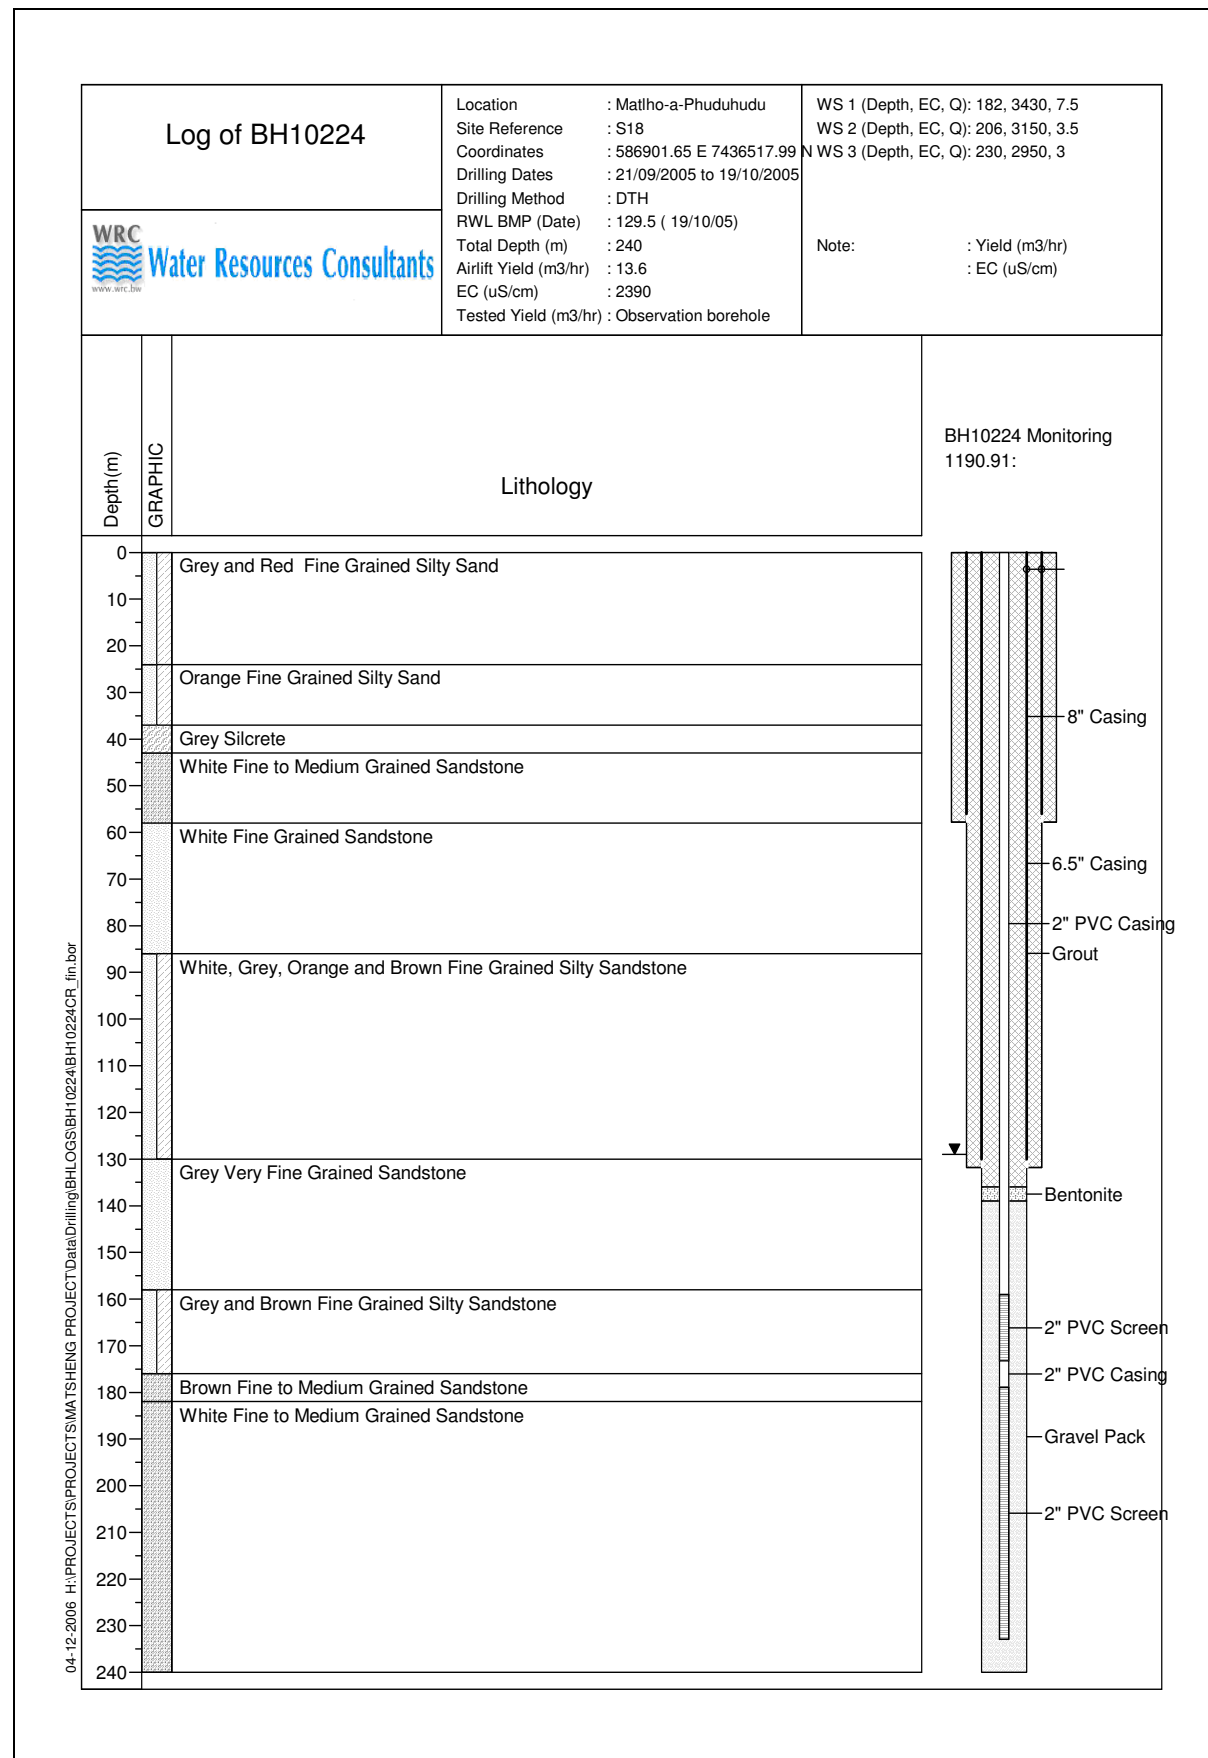 Log of BH10224
WRC
Water Resources Consultants
www.wrc.bw
Location : Matlho-a-Phuduhudu
Site Reference : S18
Coordinates : 586901.65 E 7436517.99 N
Drilling Dates : 21/09/2005 to 19/10/2005
Drilling Method : DTH
RWL BMP (Date) : 129.5 ( 19/10/05)
Total Depth (m) : 240
Airlift Yield (m3/hr) : 13.6
EC (uS/cm) : 2390
Tested Yield (m3/hr) : Observation borehole
WS 1 (Depth, EC, Q): 182, 3430, 7.5
WS 2 (Depth, EC, Q): 206, 3150, 3.5
WS 3 (Depth, EC, Q): 230, 2950, 3
Note: : Yield (m3/hr)
: EC (uS/cm)
Depth(m)
GRAPHIC
Lithology
BH10224 Monitoring
1190.91:
0
10
20
30
40
50
60
70
80
90
100
110
120
130
140
150
160
170
180
190
200
210
220
230
240
Grey and Red  Fine Grained Silty Sand
Orange Fine Grained Silty Sand
Grey Silcrete
White Fine to Medium Grained Sandstone
White Fine Grained Sandstone
White, Grey, Orange and Brown Fine Grained Silty Sandstone
Grey Very Fine Grained Sandstone
Grey and Brown Fine Grained Silty Sandstone
Brown Fine to Medium Grained Sandstone
White Fine to Medium Grained Sandstone
8" Casing
6.5" Casing
2" PVC Casing
Grout
Bentonite
2" PVC Screen
2" PVC Casing
Gravel Pack
2" PVC Screen
04-12-2006 H:\PROJECTS\PROJECTS\MATSHENG PROJECT\Data\Drilling\BHLOGS\BH10224\BH10224CR_fin.bor